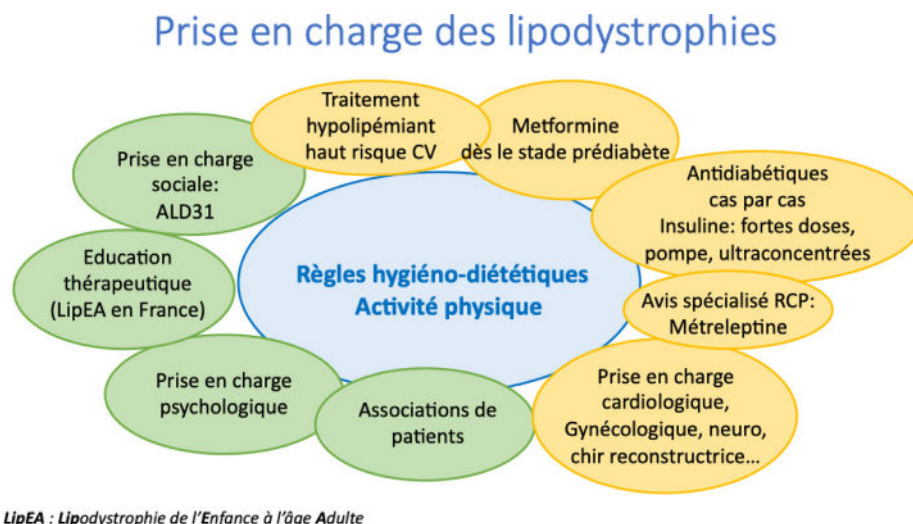 Prise en charge des lipodystrophies
Traitement
hypolipémiant
haut risque CV
Metformine
dès le stade prédiabète
Antidiabétiques
cas par cas
Insuline: fortes doses,
pompe, ultraconcentrées
Avis spécialisé RCP:
Métreleptine
Prise en charge
cardiologique,
Gynécologique, neuro,
chir reconstructrice...
Associations de
patients
Prise en charge
psychologique
Education
thérapeutique
(LipEA en France)
Prise en charge
sociale:
ALD31
Règles hygiéno-diététiques
Activité physique
LipEA : Lipodystrophie de l'Enfance à l'âge Adulte